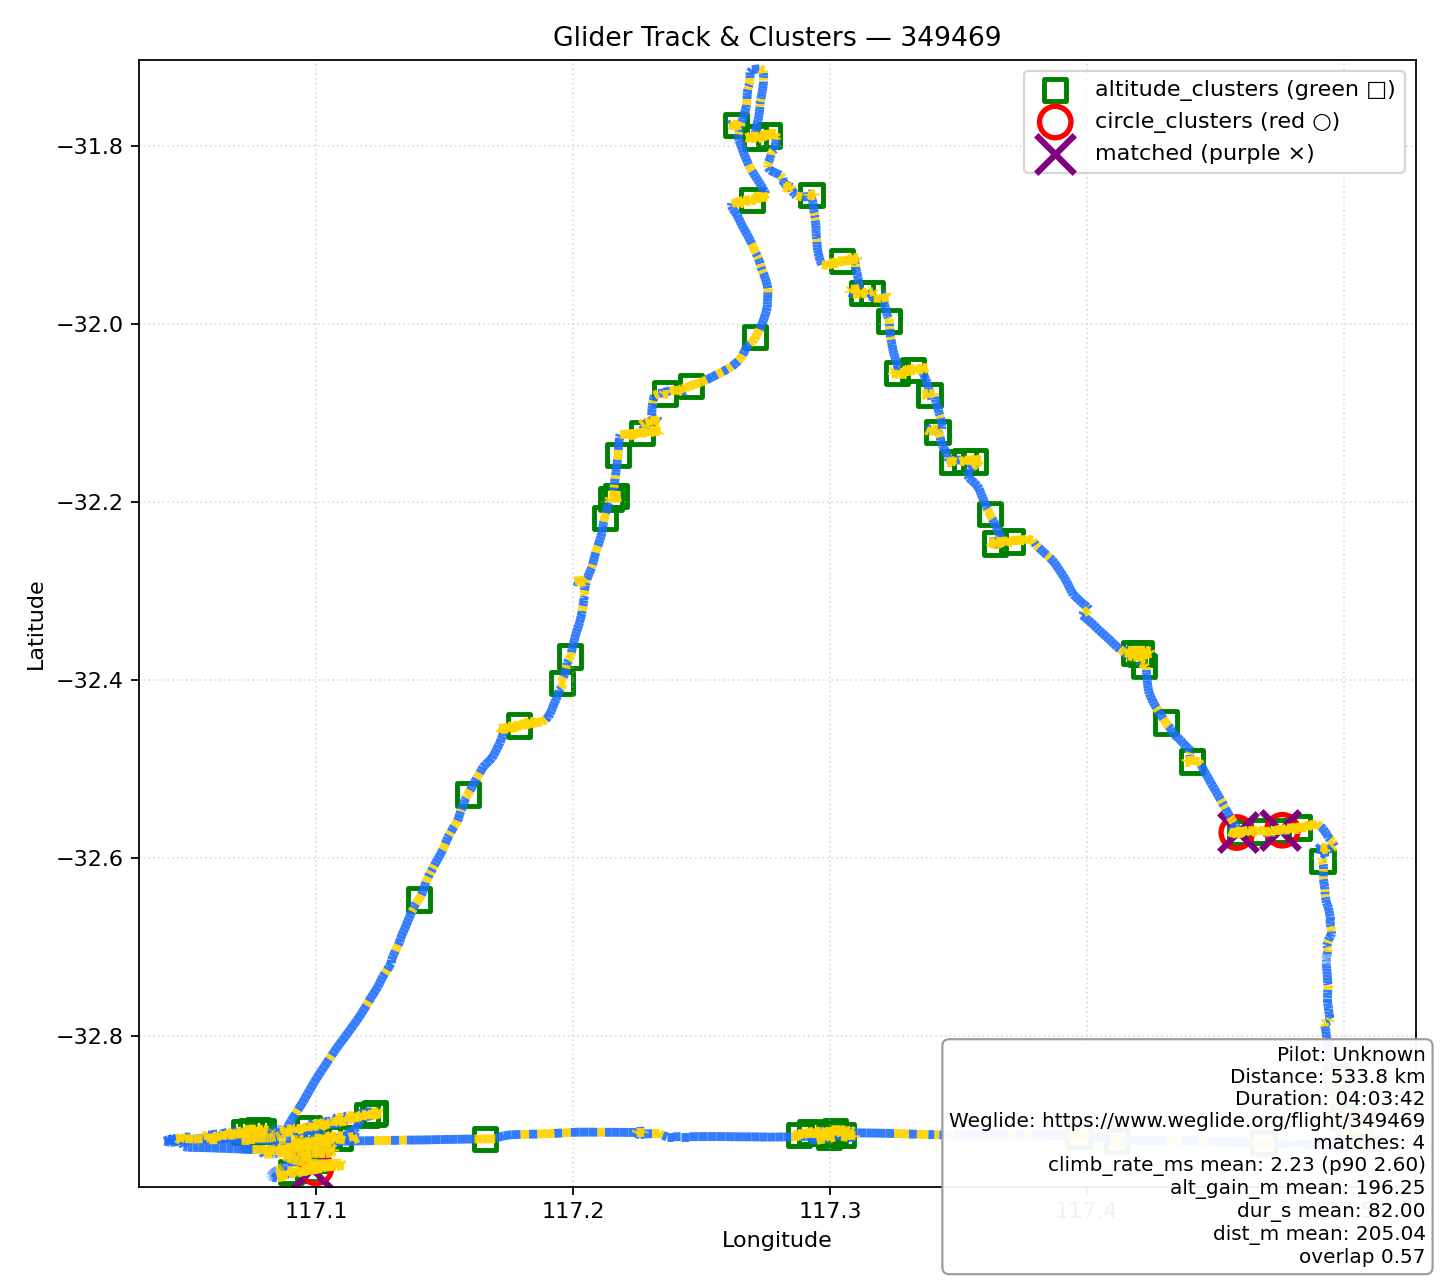 Glider Track & Clusters — 349469
altitude_clusters (green □)
circle_clusters (red ○)
matched (purple ×)
−31.8
−32.0
−32.2
−32.4
−32.6
−32.8
Latitude
117.1
117.2
117.3
117.4
Longitude
Pilot: Unknown
Distance: 533.8 km
Duration: 04:03:42
Weglide: https://www.weglide.org/flight/349469
matches: 4
climb_rate_ms mean: 2.23 (p90 2.60)
alt_gain_m mean: 196.25
dur_s mean: 82.00
dist_m mean: 205.04
overlap 0.57